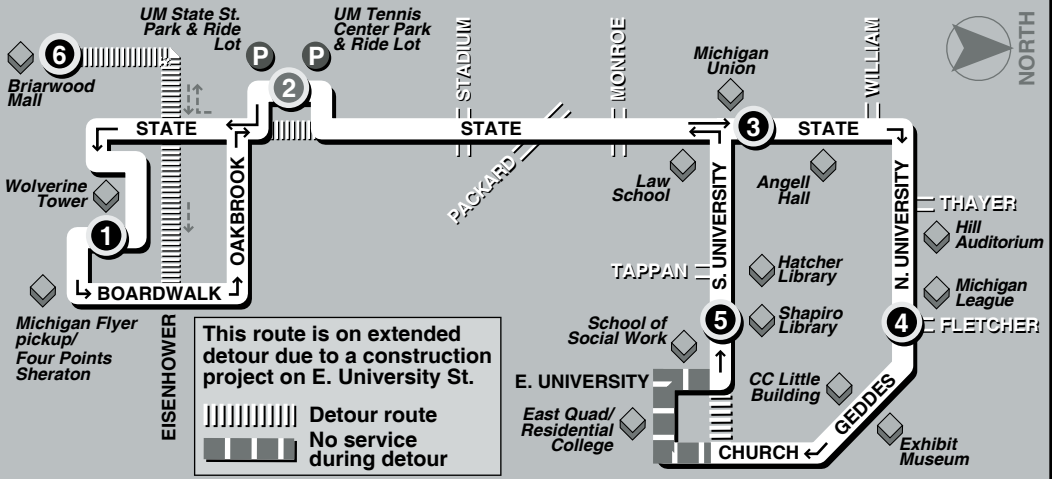 UM State St.
Park & Ride
Lot
UM Tennis
Center Park
& Ride Lot
P
P
6
Briarwood
Mall
2
STADIUM
MONROE
Michigan
Union
WILLIAM
NORTH
STATE
STATE
3
STATE
Wolverine
Tower
1
OAKBROOK
PACKARD
Law
School
Angell
Hall
S. UNIVERSITY
N. UNIVERSITY
THAYER
Hill
Auditorium
TAPPAN
Hatcher
Library
Michigan
League
BOARDWALK
Michigan Flyer
pickup/
Four Points
Sheraton
EISENHOWER
School of
Social Work
5
Shapiro
Library
4
FLETCHER
This route is on extended
detour due to a construction
project on E. University St.
Detour route
No service
during detour
E. UNIVERSITY
East Quad/
Residential
College
CC Little
Building
GEDDES
CHURCH
Exhibit
Museum